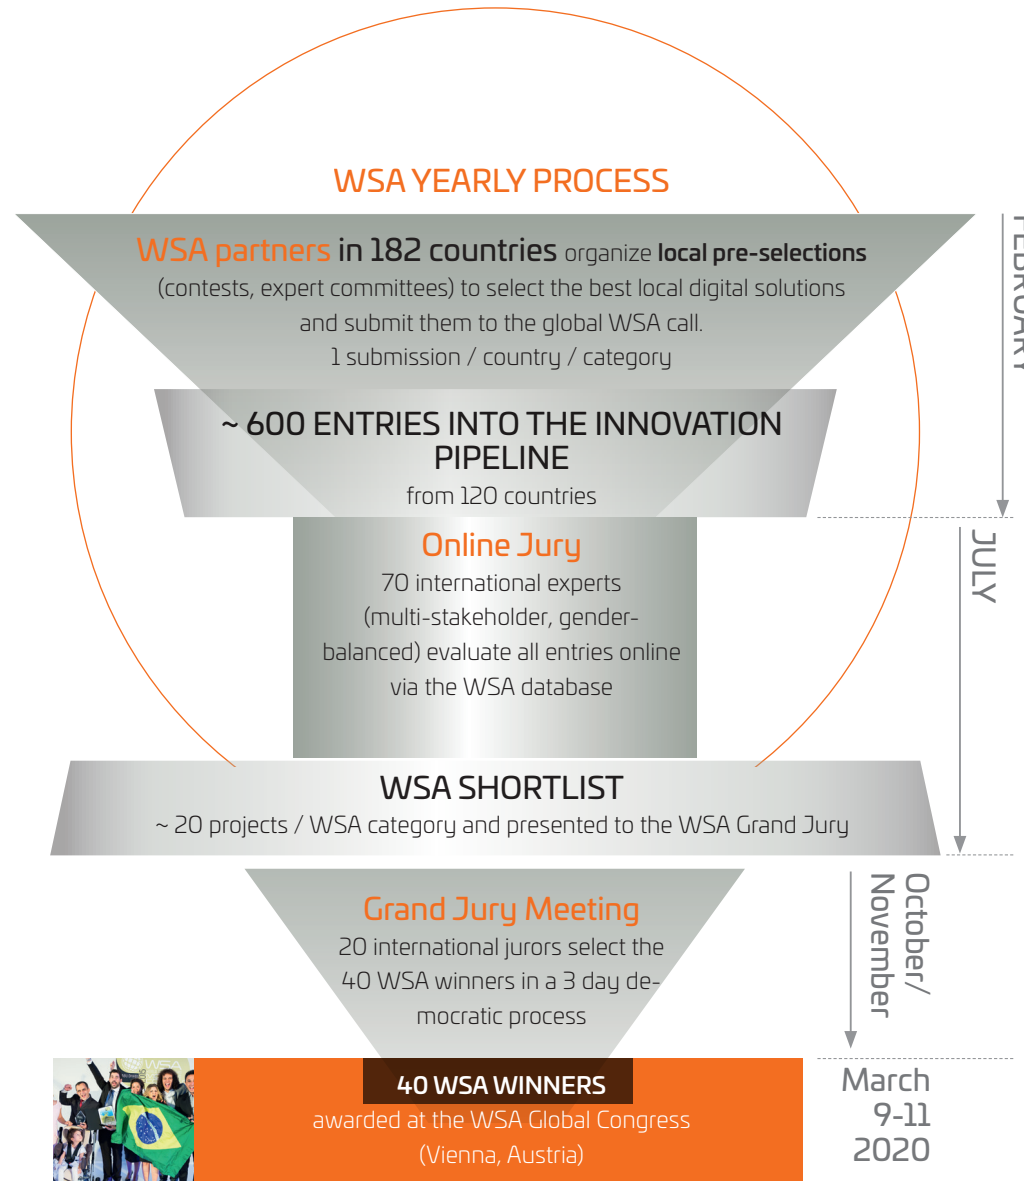 WSA YEARLY PROCESS
WSA partners in 182 countries organize local pre-selections
(contests, expert committees) to select the best local digital solutions
and submit them to the global WSA call.
1 submission / country / category
~ 600 ENTRIES INTO THE INNOVATION
PIPELINE
from 120 countries
FEBRUARY
Online Jury
70 international experts
(multi-stakeholder, gender-
balanced) evaluate all entries online
via the WSA database
JULY
WSA SHORTLIST
~ 20 projects / WSA category and presented to the WSA Grand Jury
Grand Jury Meeting
20 international jurors select the
40 WSA winners in a 3 day de-
mocratic process
October/
November
40 WSA WINNERS
awarded at the WSA Global Congress
(Vienna, Austria)
March
9-11
2020